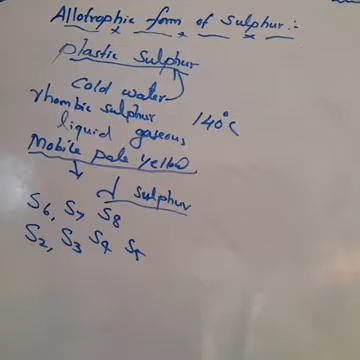 Allotrophic form of Sulphur:-
plastic Sulphur
Cold water
rhombic sulphur 140°C
liquid gaseous,
Mobile pale yellow
↓ Sulphur
S6, S7 S8
S2, S3 S4 S5